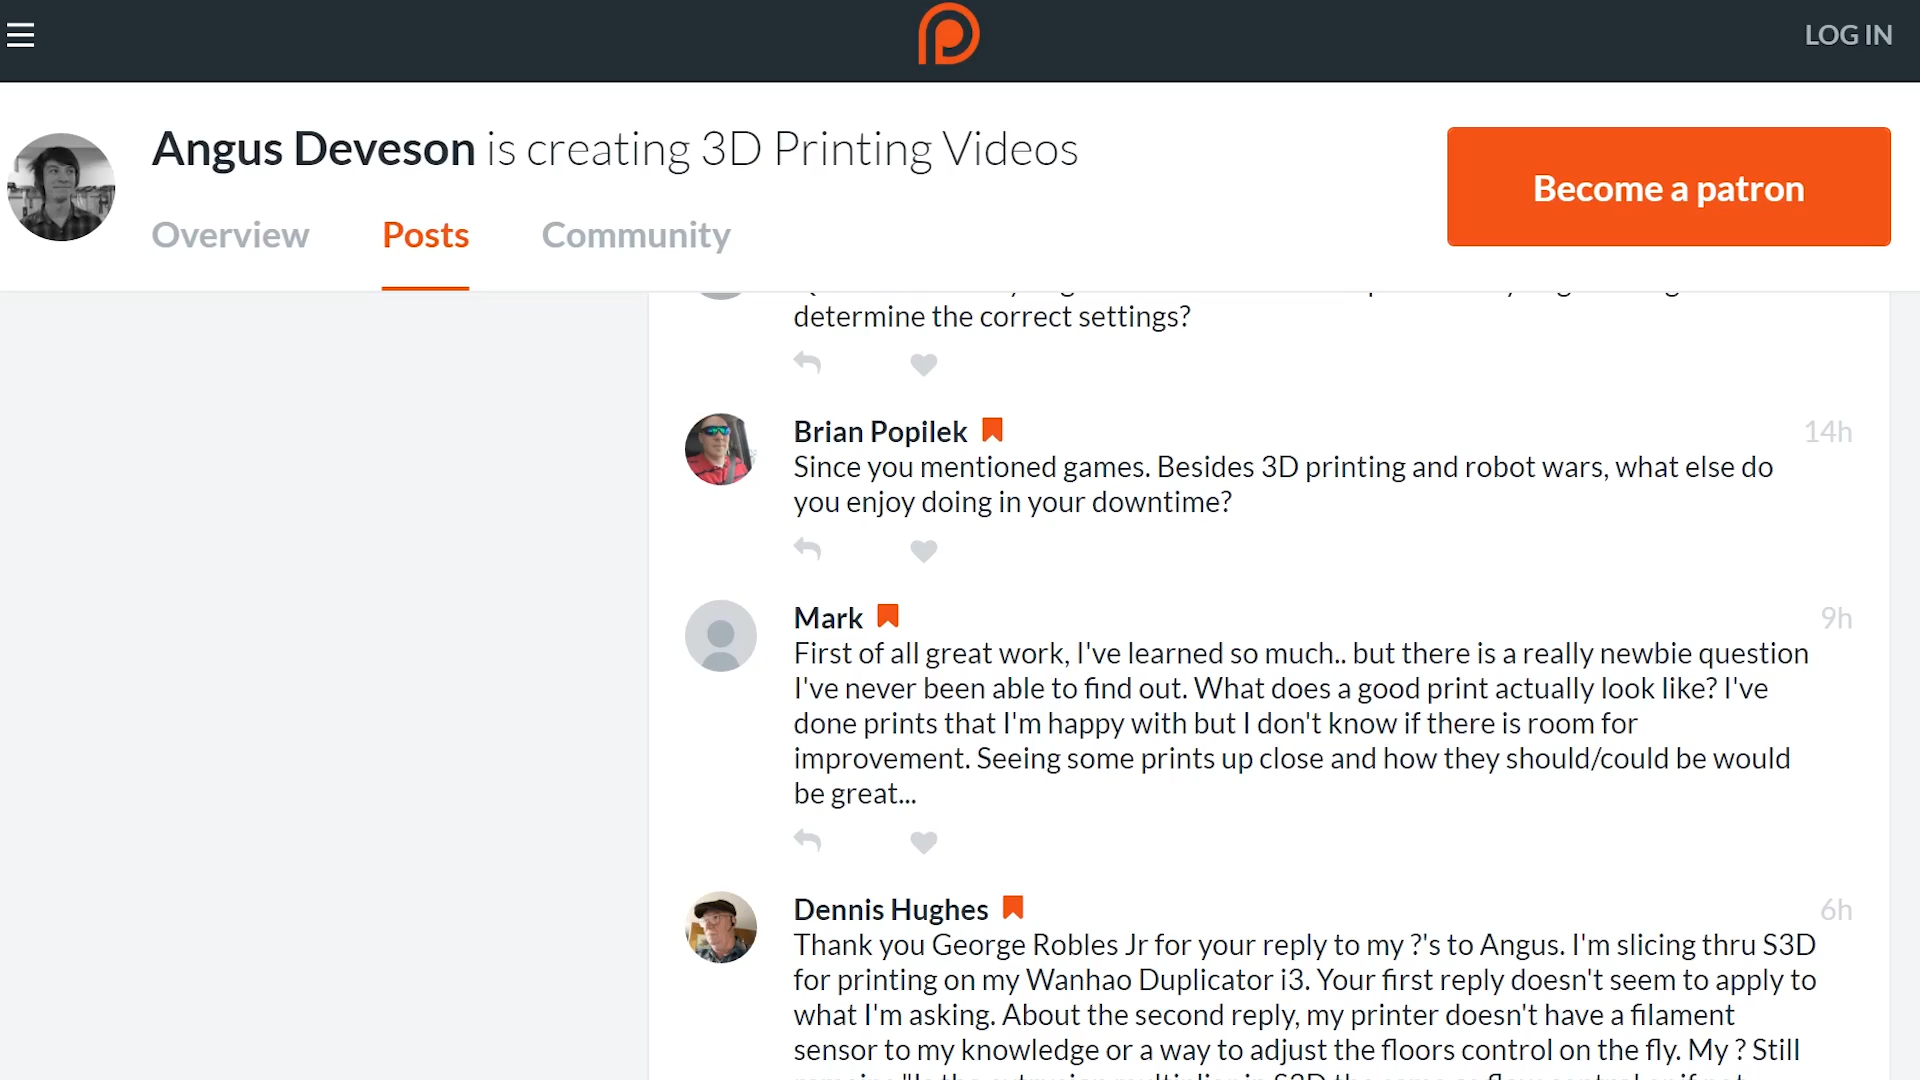 LOG IN
Angus Deveson is creating 3D Printing Videos
Become a patron
Overview Posts Community
determine the correct settings?
Brian Popilek 14h
Since you mentioned games. Besides 3D printing and robot wars, what else do
you enjoy doing in your downtime?
Mark 9h
First of all great work, I've learned so much.. but there is a really newbie question
I've never been able to find out. What does a good print actually look like? I've
done prints that I'm happy with but I don't know if there is room for
improvement. Seeing some prints up close and how they should/could be would
be great...
Dennis Hughes 6h
Thank you George Robles Jr for your reply to my ?'s to Angus. I'm slicing thru S3D
for printing on my Wanhao Duplicator i3. Your first reply doesn't seem to apply to
what I'm asking. About the second reply, my printer doesn't have a filament
sensor to my knowledge or a way to adjust the floors control on the fly. My ? Still